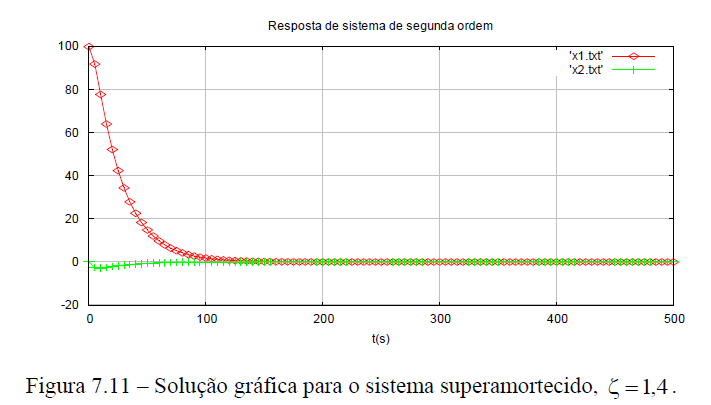 Resposta de sistema de segunda ordem
100
80
60
40
20
0
-20
'x1.txt'
'x2.txt'
0 100 200 300 400 500
t(s)
Figura 7.11 – Solução gráfica para o sistema superamortecido, ζ = 1,4 .